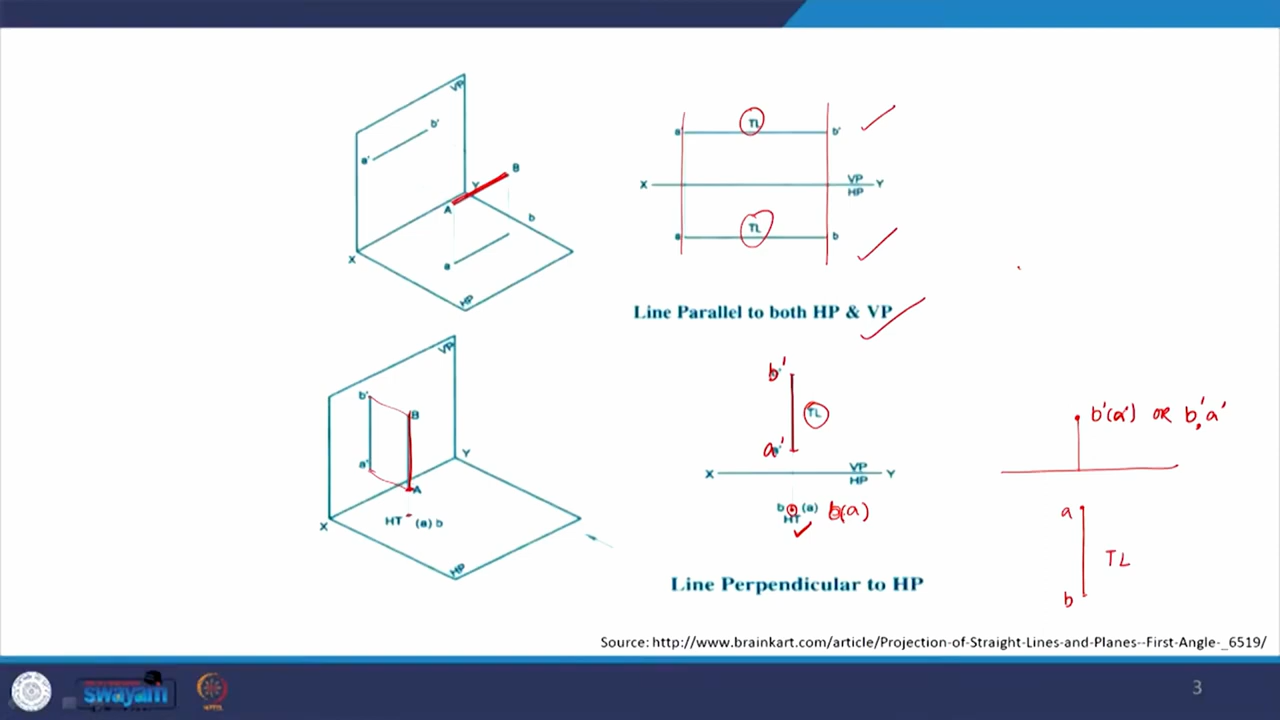 VP
b'
a'
B
Y
A
b
a
X
HP
a' TL b'
X VP Y
HP
a TL b
Line Parallel to both HP & VP
VP
b'
B
a'
Y
A
X
HT (a) b
HP
b'
TL
a'
X VP Y
HP
b (a) b(a)
HT
Line Perpendicular to HP
b'(a') OR b', a'
a
TL
b
Source: http://www.brainkart.com/article/Projection-of-Straight-Lines-and-Planes--First-Angle-_6519/
swayam
3